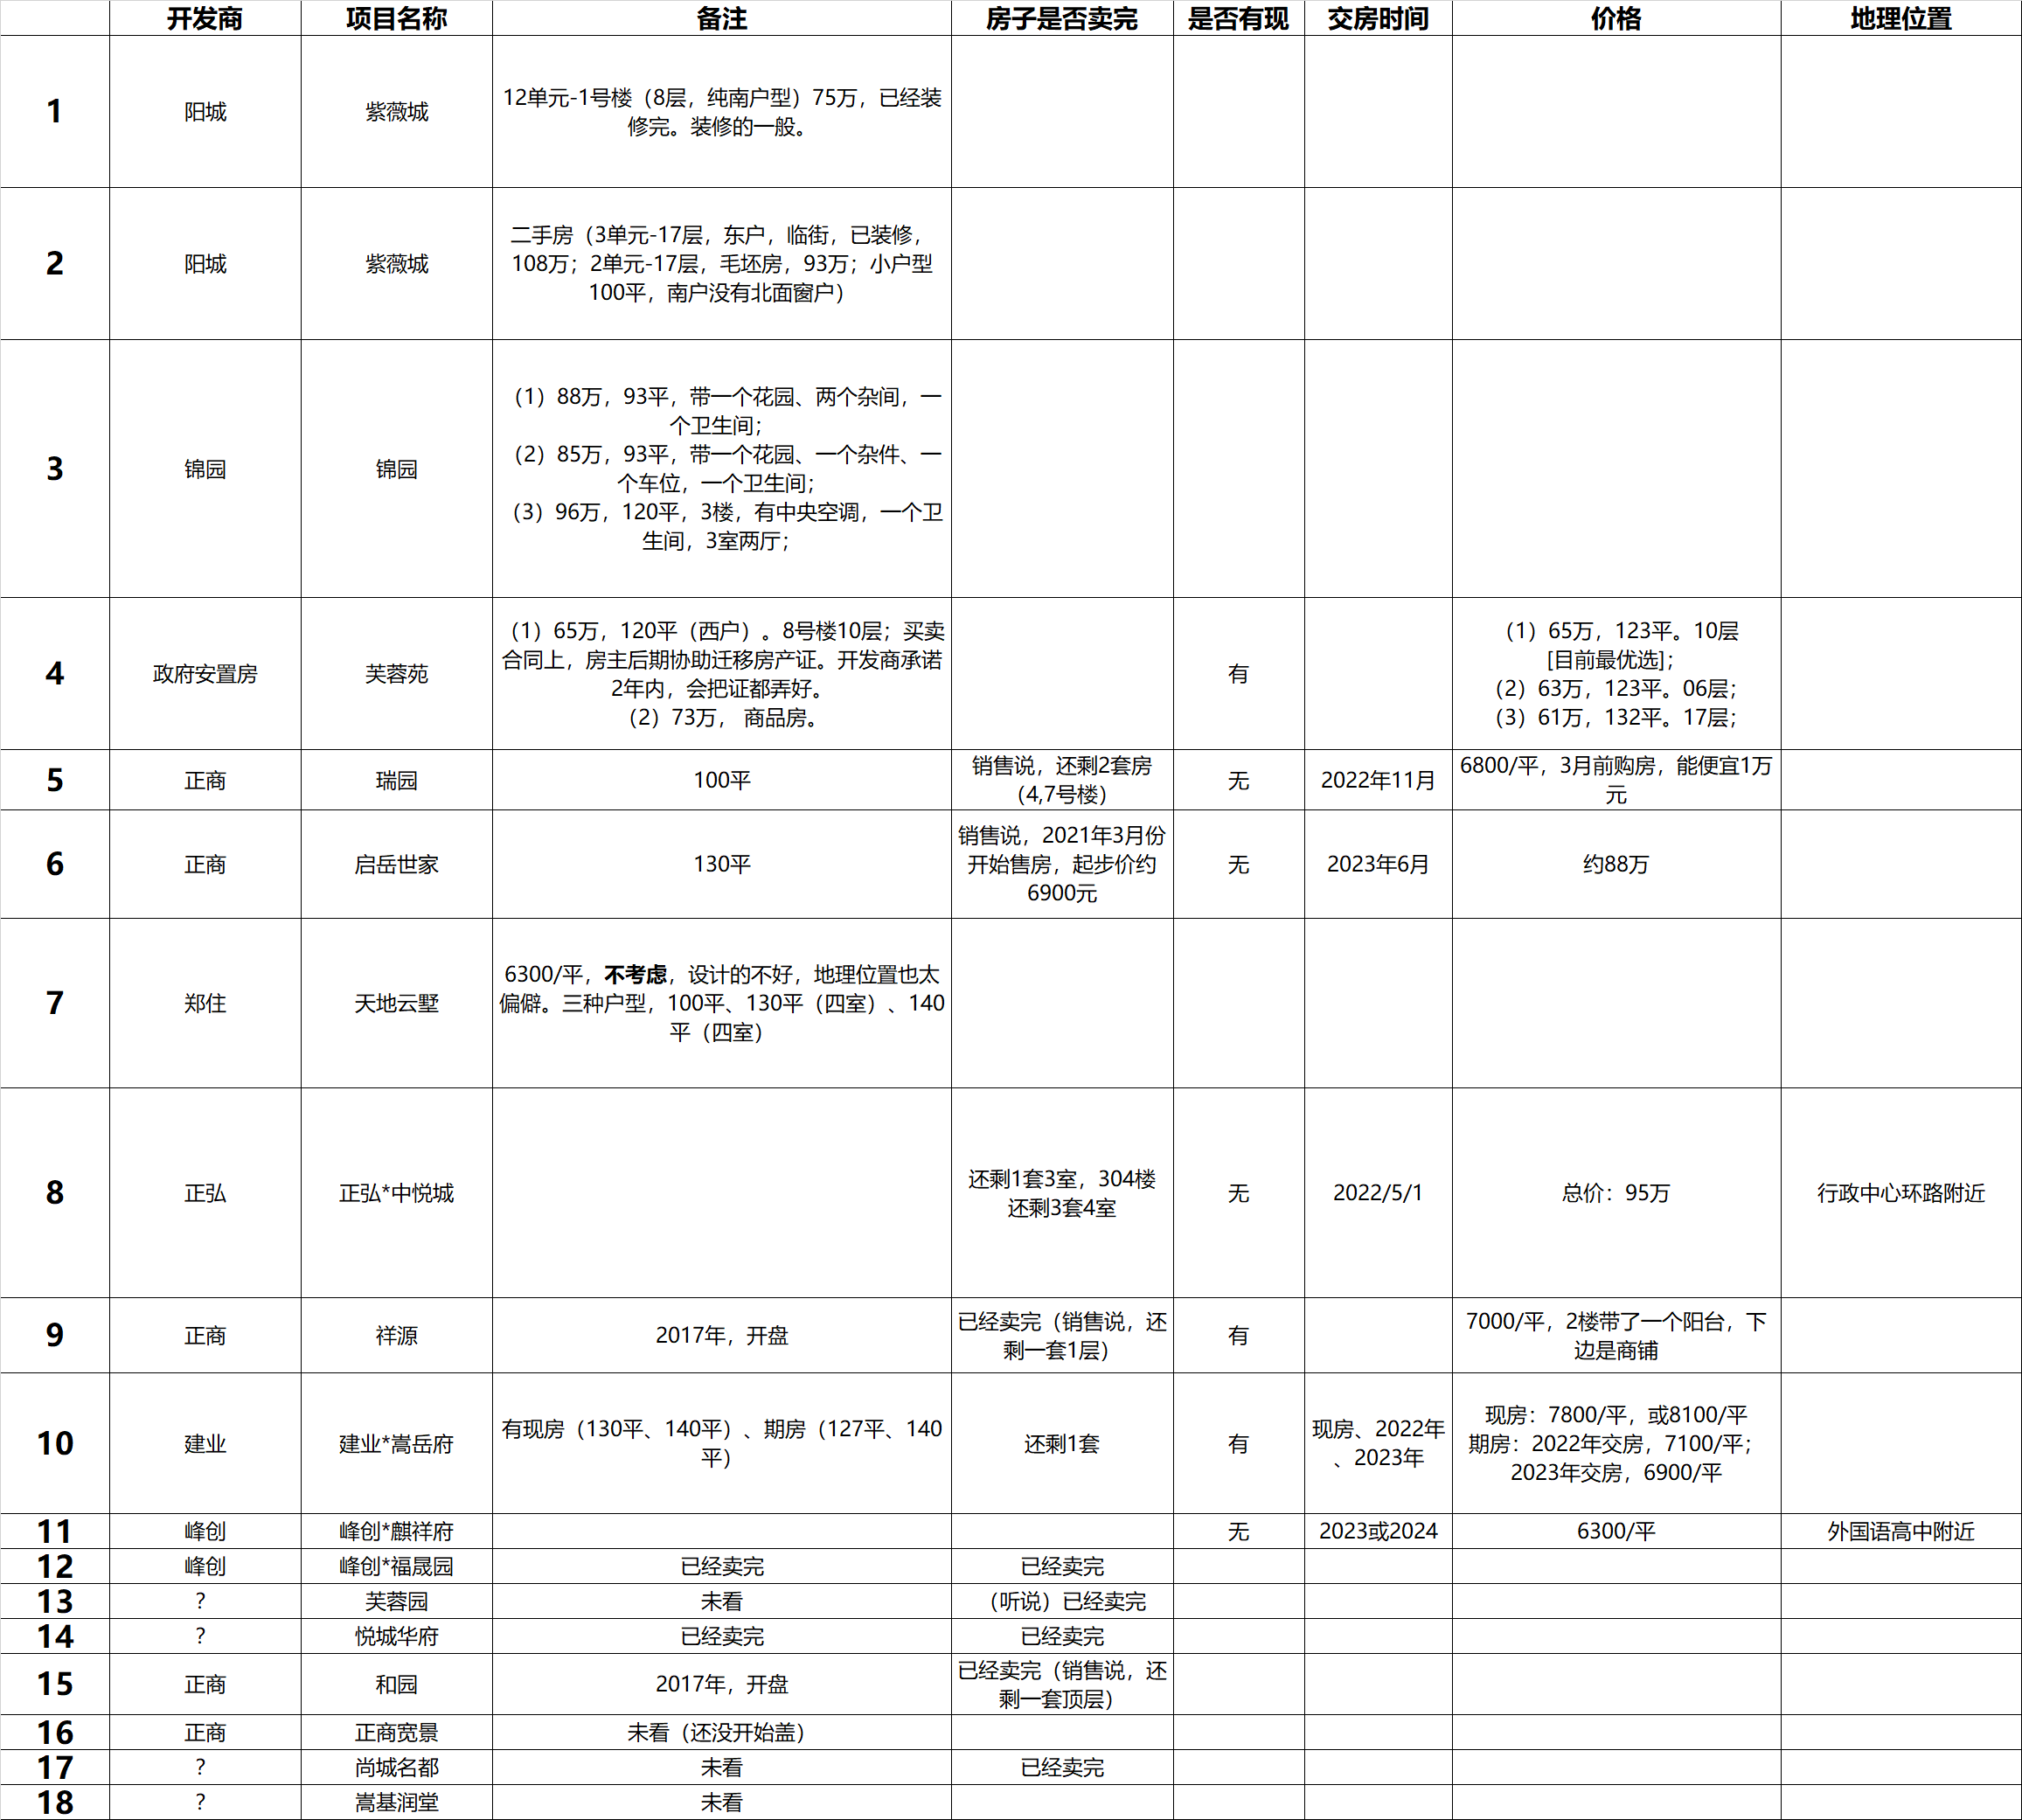 开发商 项目名称 备注 房子是否卖完 是否有现 交房时间 价格 地理位置
1 阳城 紫薇城
12单元-1号楼（8层，纯南户型）75万，已经装
修完。装修的一般。
2 阳城 紫薇城
二手房（3单元-17层，东户，临街，已装修，
108万；2单元-17层，毛坯房，93万；小户型
100平，南户没有北面窗户）
3 锦园 锦园
（1）88万，93平，带一个花园、两个杂间，一
个卫生间；
（2）85万，93平，带一个花园、一个杂件、一
个车位，一个卫生间；
（3）96万，120平，3楼，有中央空调，一个卫
生间，3室两厅；
4 政府安置房 芙蓉苑
（1）65万，120平（西户）。8号楼10层；买卖
合同上，房主后期协助迁移房产证。开发商承诺
2年内，会把证都弄好。
（2）73万， 商品房。
有
（1）65万，123平。10层
[目前最优选]；
（2）63万，123平。06层；
（3）61万，132平。17层；
5 正商 瑞园 100平
销售说，还剩2套房
（4,7号楼）
无 2022年11月
6800/平，3月前购房，能便宜1万
元
6 正商 启岳世家 130平
销售说，2021年3月份
开始售房，起步价约
6900元
无 2023年6月 约88万
7 郑住 天地云墅
6300/平，不考虑，设计的不好，地理位置也太
偏僻。三种户型，100平、130平（四室）、140
平（四室）
8 正弘 正弘*中悦城
还剩1套3室，304楼
还剩3套4室
无 2022/5/1 总价：95万 行政中心环路附近
9 正商 祥源 2017年，开盘
已经卖完（销售说，还
剩一套1层）
有
7000/平，2楼带了一个阳台，下
边是商铺
10 建业 建业*嵩岳府
有现房（130平、140平）、期房（127平、140
平）
还剩1套 有
现房、2022年
、2023年
现房：7800/平，或8100/平
期房：2022年交房，7100/平；
2023年交房，6900/平
11 峰创 峰创*麒祥府 无 2023或2024 6300/平 外国语高中附近
12 峰创 峰创*福晟园 已经卖完 已经卖完
13 ？ 芙蓉园 未看 （听说）已经卖完
14 ？ 悦城华府 已经卖完 已经卖完
15 正商 和园 2017年，开盘
已经卖完（销售说，还
剩一套顶层）
16 正商 正商宽景 未看（还没开始盖）
17 ？ 尚城名都 未看 已经卖完
18 ？ 嵩基润堂 未看